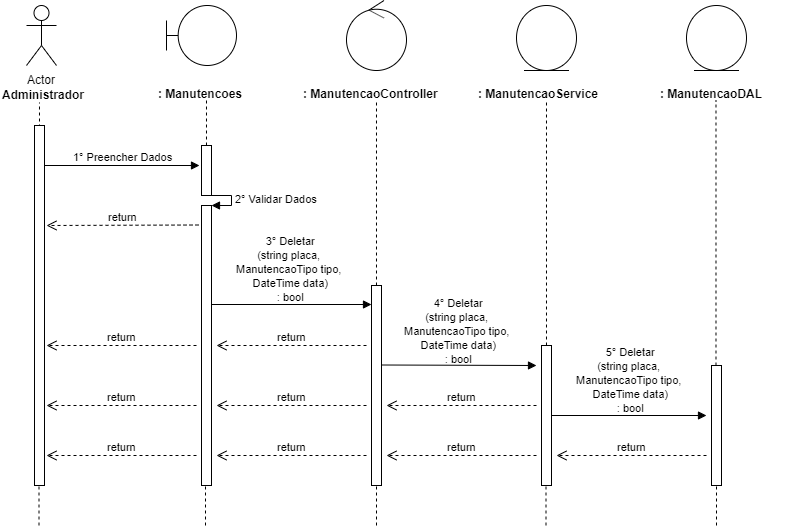 Actor
Administrador
: Manutencoes
: ManutencaoController
: ManutencaoService
: ManutencaoDAL
1° Preencher Dados
2° Validar Dados
return
3° Deletar
(string placa,
ManutencaoTipo tipo,
DateTime data)
: bool
4° Deletar
(string placa,
ManutencaoTipo tipo,
DateTime data)
: bool
return
return
5° Deletar
(string placa,
ManutencaoTipo tipo,
DateTime data)
: bool
return
return
return
return
return
return
return